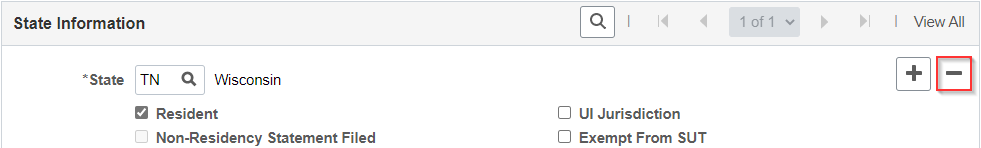 State Information 1 of 1 View All
*State TN Wisconsin
Resident UI Jurisdiction
Non-Residency Statement Filed Exempt From SUT